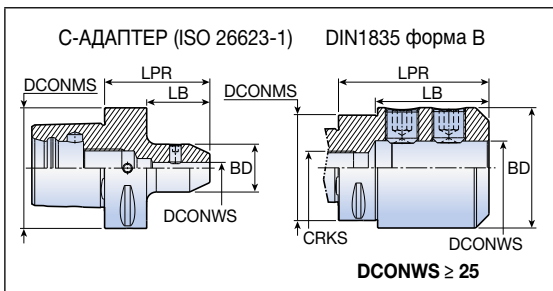 С-АДАПТЕР (ISO 26623-1) DIN1835 форма B
DCONMS
LPR
LB
BD
DCONWS
DCONMS
LPR
LB
BD
CRKS
DCONWS
DCONWS ≥ 25